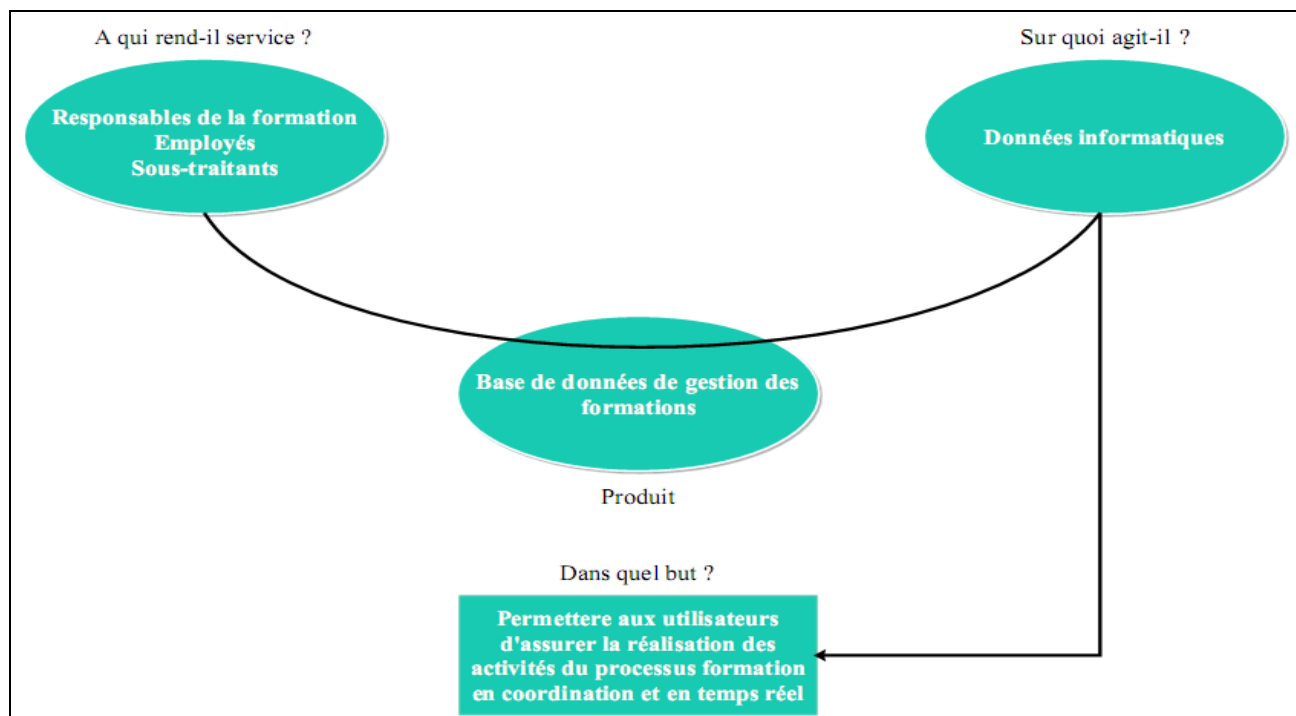 A qui rend-il service ?
Sur quoi agit-il ?
Responsables de la formation
Employés
Sous-traitants
Données informatiques
Base de données de gestion des
formations
Produit
Dans quel but ?
Permettere aux utilisateurs
d'assurer la réalisation des
activités du processus formation
en coordination et en temps réel